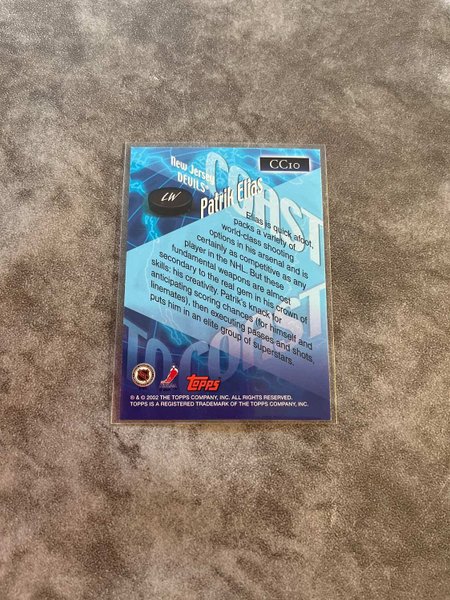 CC10
New Jersey
DEVILS®
LW
Patrik Elias
COAST
TO COAST
Elias is quick afoot,
packs a variety of
world-class shooting
options in his arsenal and is
certainly as competitive as any
player in the NHL. But these
fundamental weapons are almost
secondary to the real gem in his crown of
skills: his creativity. Patrik's knack for
anticipating scoring chances (for himself and
linemates), then executing passes and shots,
puts him in an elite group of superstars.
Topps
® & © 2002 THE TOPPS COMPANY, INC. ALL RIGHTS RESERVED.
TOPPS IS A REGISTERED TRADEMARK OF THE TOPPS COMPANY, INC.